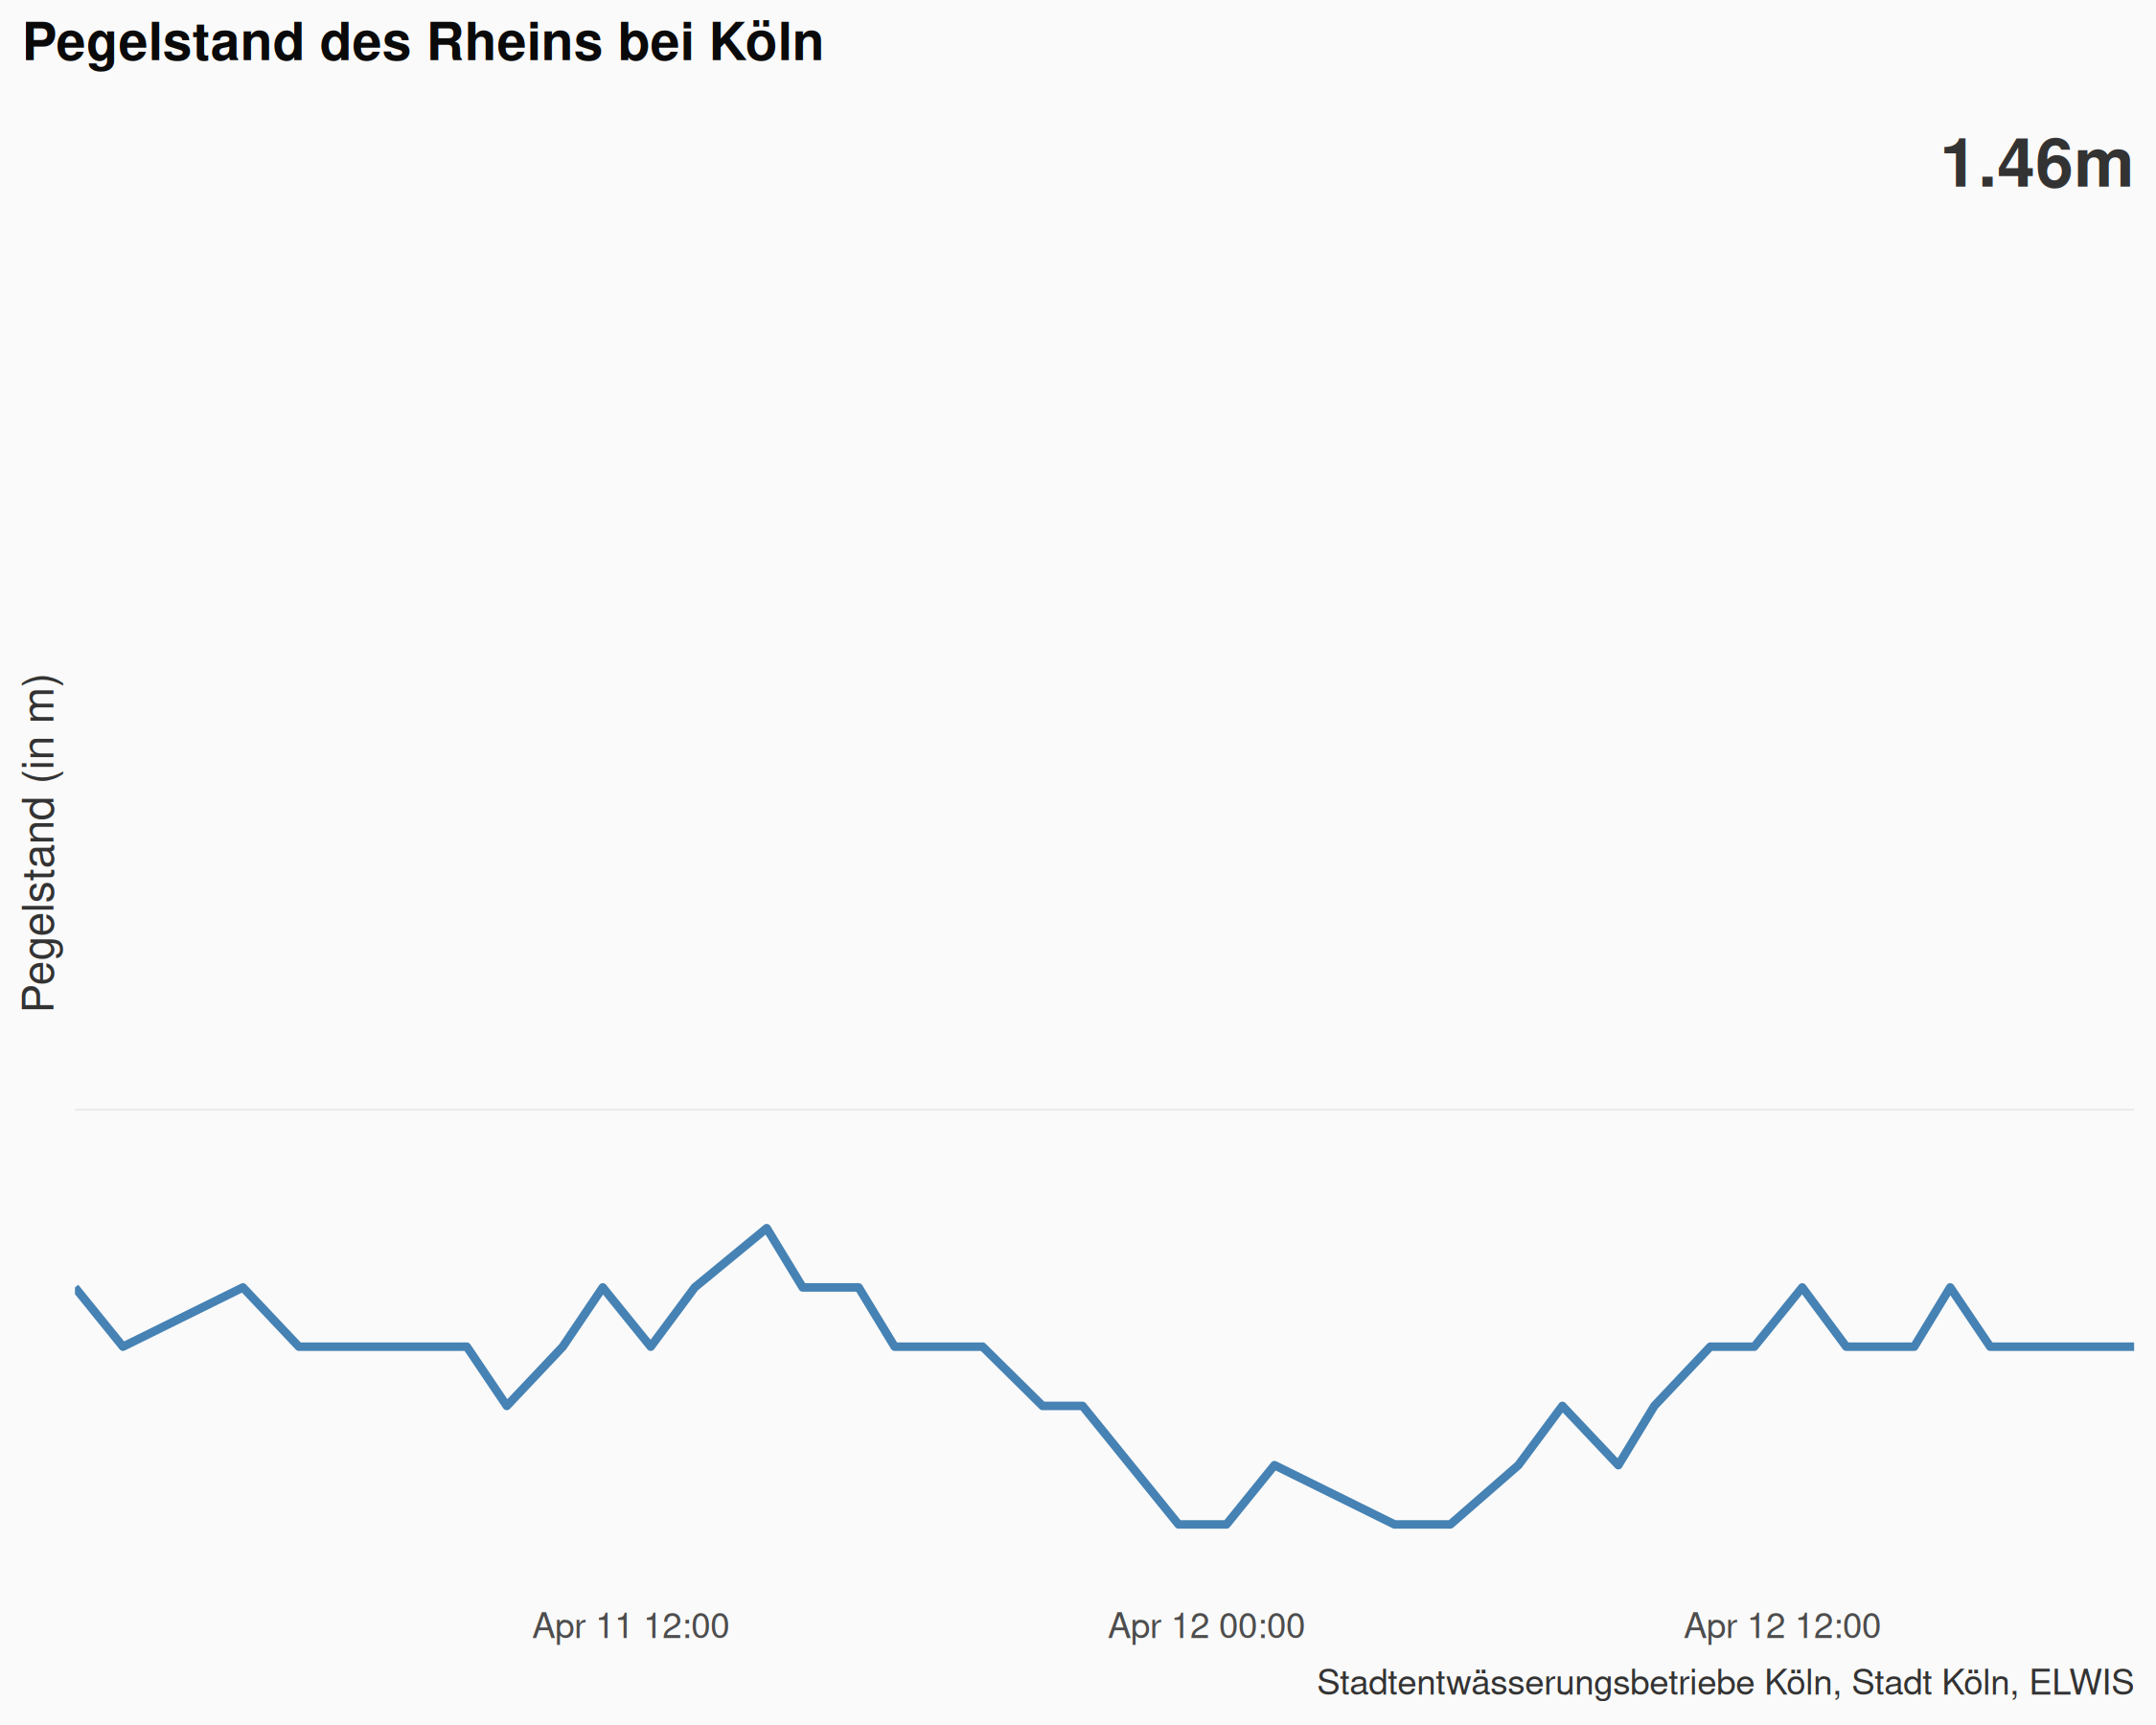 Pegelstand des Rheins bei Köln
1.46m
Pegelstand (in m)
Apr 11 12:00
Apr 12 00:00
Apr 12 12:00
Stadtentwässerungsbetriebe Köln, Stadt Köln, ELWIS